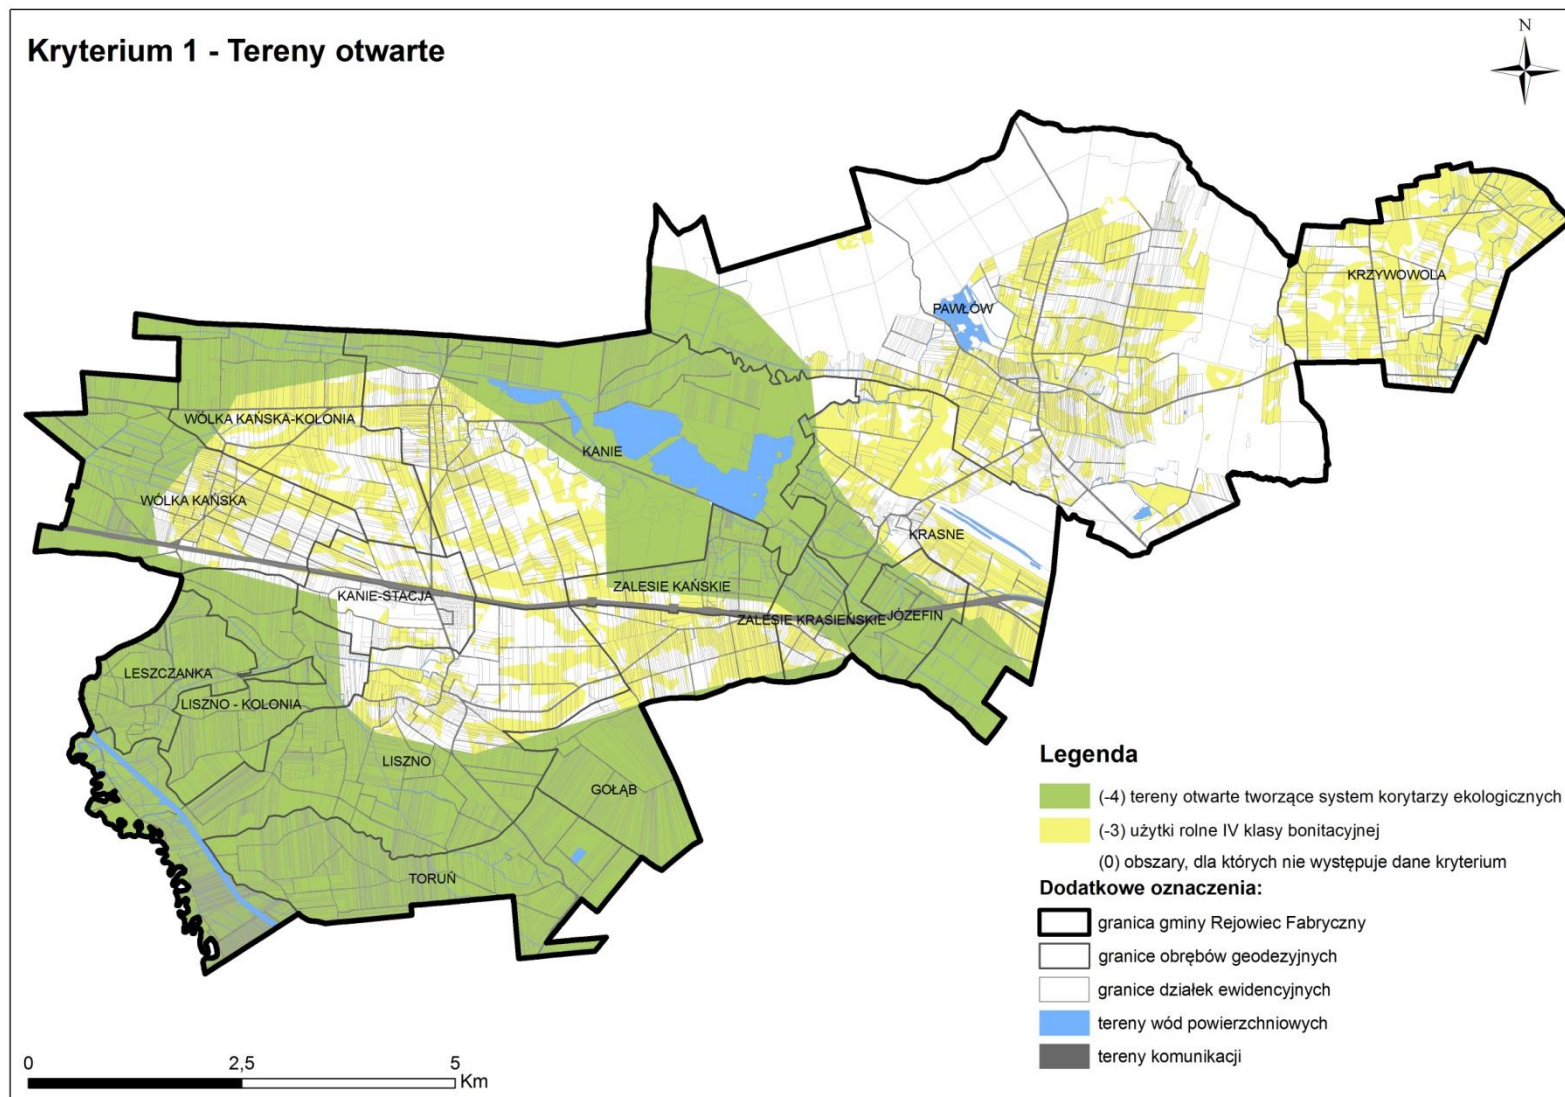 Kryterium 1 - Tereny otwarte
N
KRZYWOWOLA
PAWŁÓW
WÓLKA KAŃSKA-KOLONIA
KANIE
WÓLKA KAŃSKA
KRASNE
ZALESIE KAŃSKIE
KANIE-STACJA
ZALESIE KRASIEŃSKIE
JÓZEFIN
LESZCZANKA
LISZNO - KOLONIA
LISZNO
GOŁĄB
TORUŃ
Legenda
(-4) tereny otwarte tworzące system korytarzy ekologicznych
(-3) użytki rolne IV klasy bonitacyjnej
(0) obszary, dla których nie występuje dane kryterium
Dodatkowe oznaczenia:
granica gminy Rejowiec Fabryczny
granice obrębów geodezyjnych
granice działek ewidencyjnych
tereny wód powierzchniowych
tereny komunikacji
0 2,5 5
Km